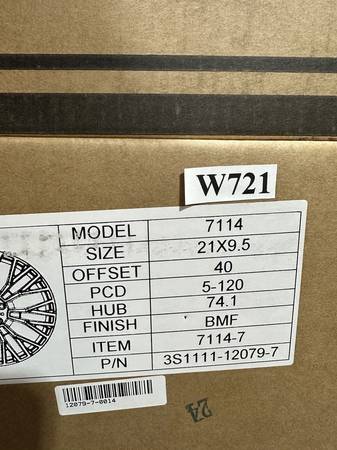 W721
MODEL 7114
SIZE 21X9.5
OFFSET 40
PCD 5-120
HUB 74.1
FINISH BMF
ITEM 7114-7
P/N 3S1111-12079-7
12079-7-0014